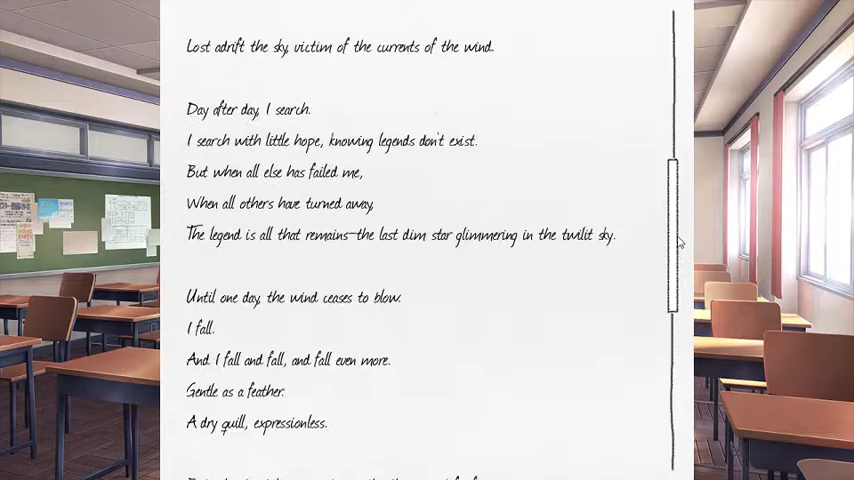 Lost adrift the sky, victim of the currents of the wind.
Day after day, I search.
I search with little hope, knowing legends don't exist.
But when all else has failed me,
When all others have turned away,
The legend is all that remains—the last dim star glimmering in the twilit sky.
Until one day, the wind ceases to blow.
I fall.
And I fall and fall, and fall even more.
Gentle as a feather.
A dry quill, expressionless.